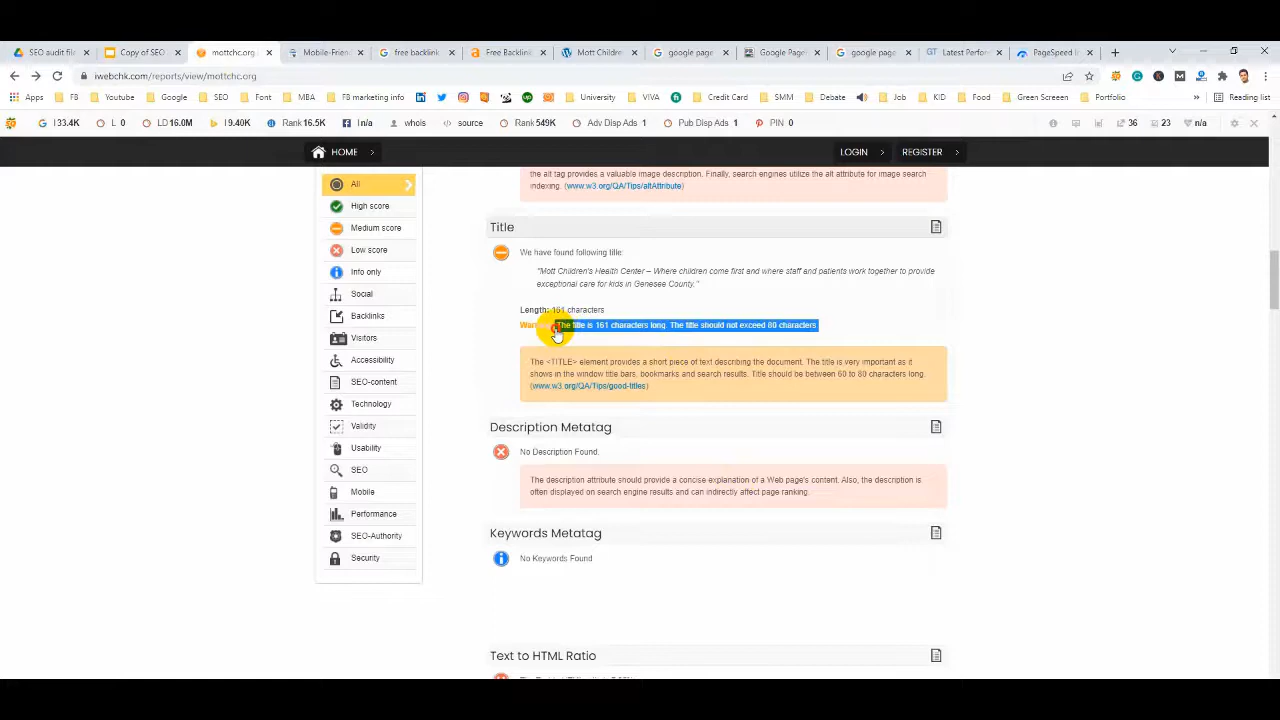 SEO audit fil
Copy of SEO
mottchc.org
Mobile-Frien
free backlink
Free Backlin
Mott Childre
google page
Google Page
google page
GT Latest Perfor
PageSpeed I
iwebchk.com/reports/view/mottchc.org
Apps
FB
Youtube
Google
SEO
Font
MBA
FB marketing info
University
VIVA
Credit Card
SMM
Debate
Job
KID
Food
Green Screeen
Portfolio
Reading list
I 33.4K
L 0
LD 16.0M
I 9.40K
Rank 16.5K
I n/a
whois
source
Rank 549K
Adv Disp Ads 1
Pub Disp Ads 1
PIN 0
36
23
n/a
HOME
LOGIN
REGISTER
All
High score
Medium score
Low score
Info only
Social
Backlinks
Visitors
Accessibility
SEO-content
Technology
Validity
Usability
SEO
Mobile
Performance
SEO-Authority
Security
the alt tag provides a valuable image description. Finally, search engines utilize the alt attribute for image search
indexing. (www.w3.org/QA/Tips/altAttribute)
Title
We have found following title:
"Mott Children's Health Center – Where children come first and where staff and patients work together to provide
exceptional care for kids in Genesee County."
Length: 161 characters
The title is 161 characters long. The title should not exceed 80 characters
The <TITLE> element provides a short piece of text describing the document. The title is very important as it
shows in the window title bars, bookmarks and search results. Title should be between 60 to 80 characters long.
(www.w3.org/QA/Tips/good-titles)
Description Metatag
No Description Found.
The description attribute should provide a concise explanation of a Web page's content. Also, the description is
often displayed on search engine results and can indirectly affect page ranking.
Keywords Metatag
No Keywords Found
Text to HTML Ratio